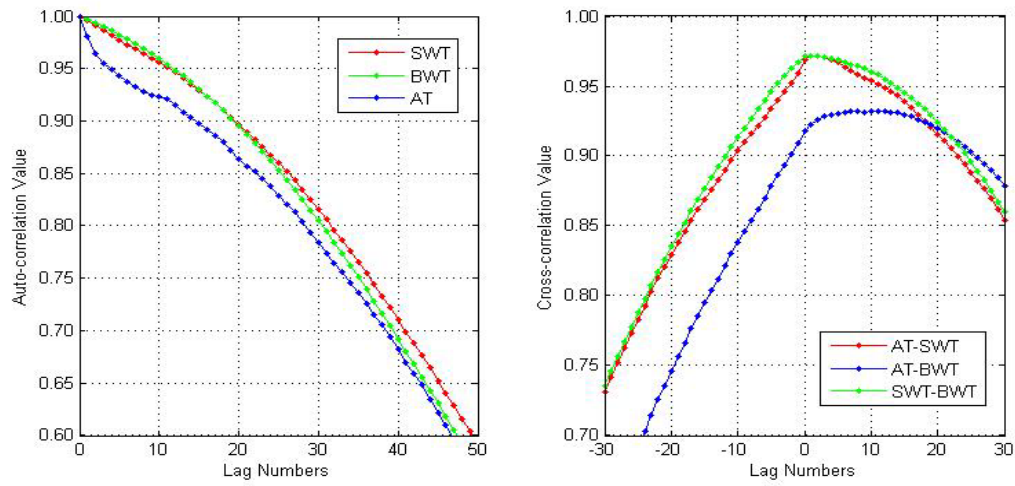 1.00
0.95
0.90
0.85
0.80
0.75
0.70
0.65
0.60
Auto-correlation Value
SWT
BWT
AT
0 10 20 30 40 50
Lag Numbers
1.00
0.95
0.90
0.85
0.80
0.75
0.70
Cross-correlation Value
AT-SWT
AT-BWT
SWT-BWT
-30 -20 -10 0 10 20 30
Lag Numbers